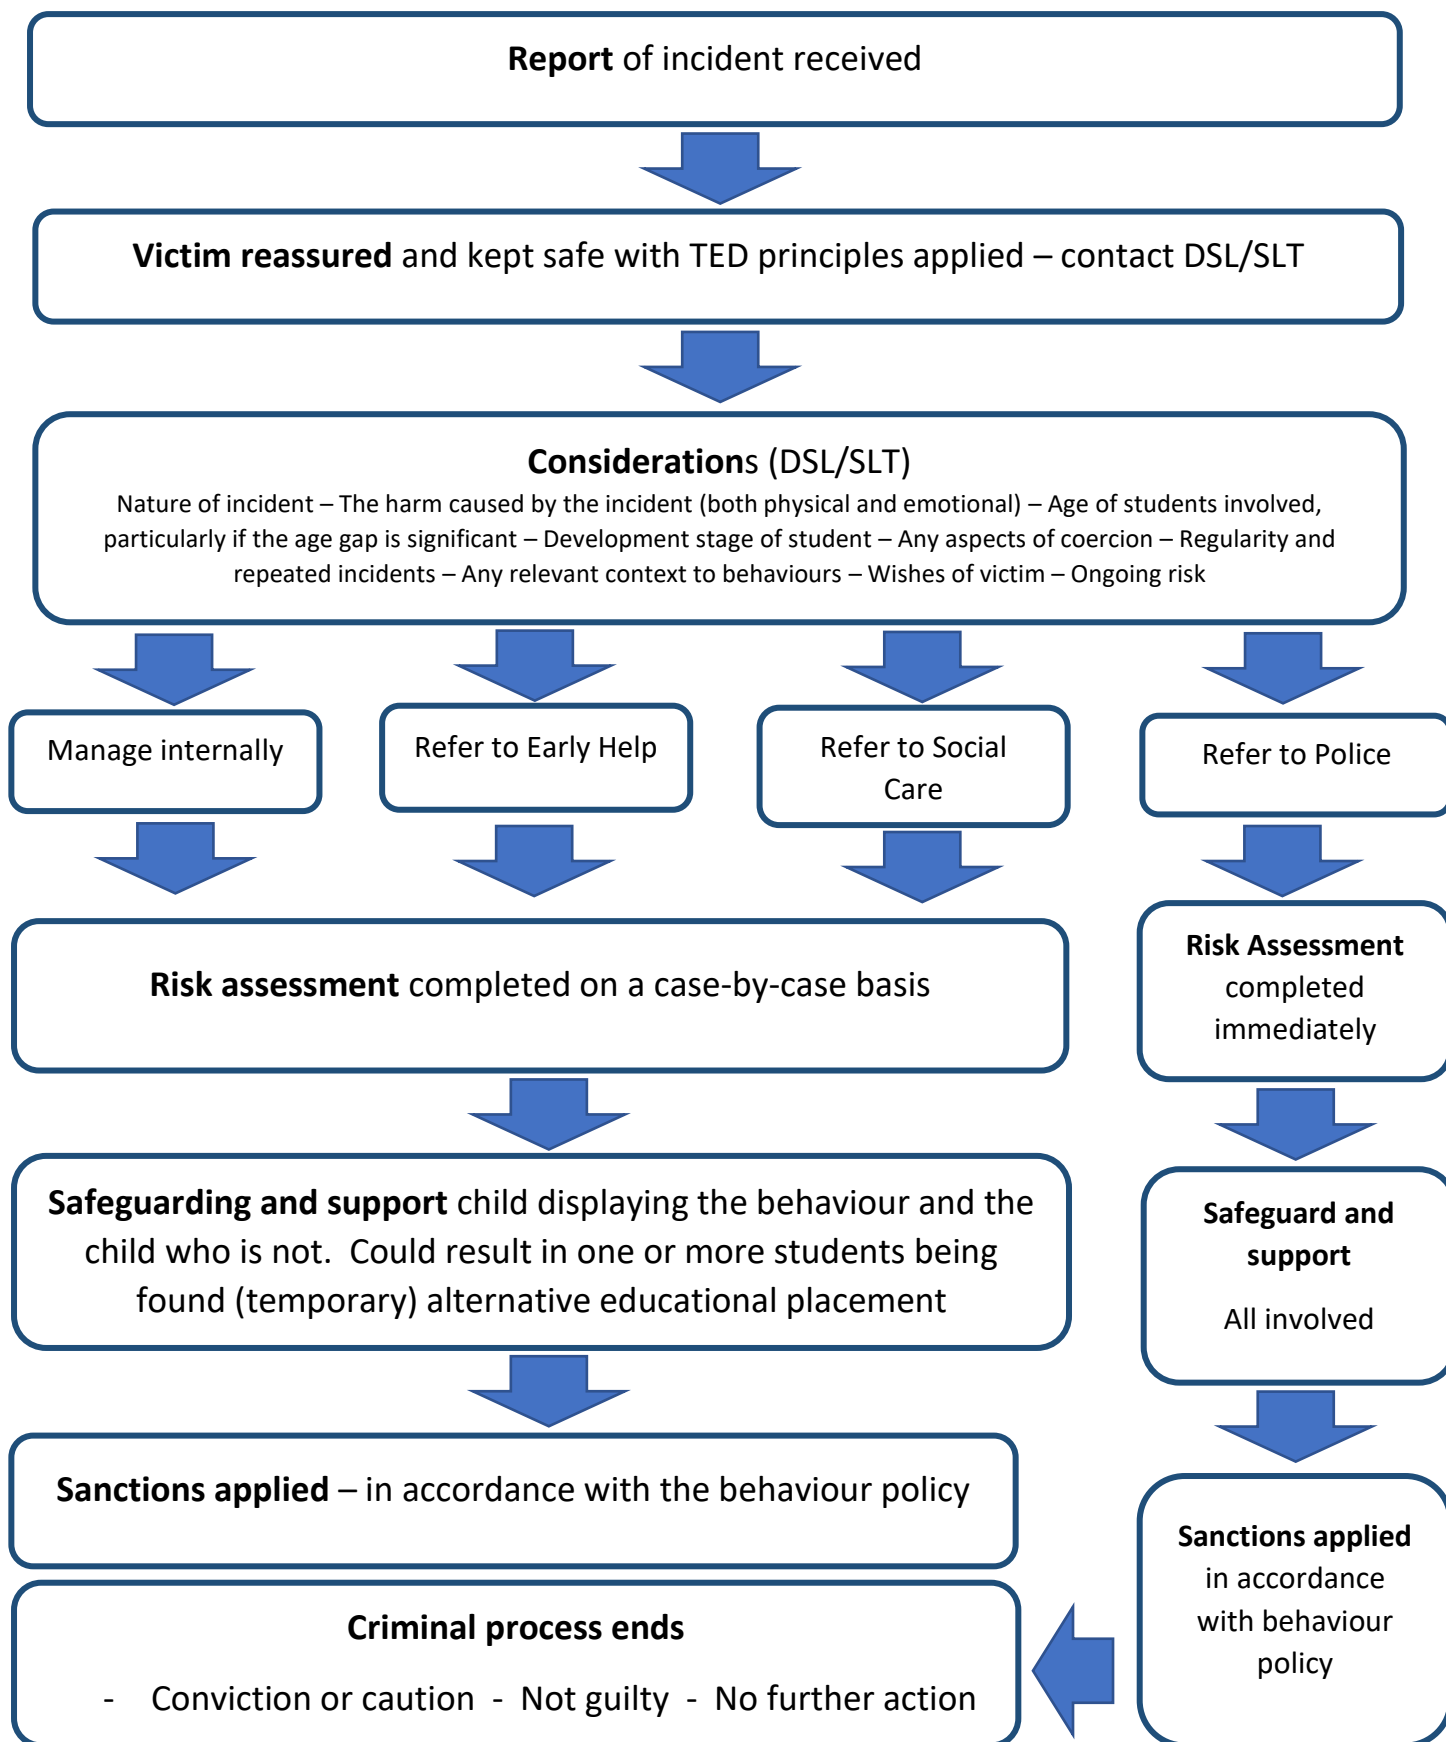 Report of incident received
Victim reassured and kept safe with TED principles applied – contact DSL/SLT
Considerations (DSL/SLT)
Nature of incident – The harm caused by the incident (both physical and emotional) – Age of students involved,
particularly if the age gap is significant – Development stage of student – Any aspects of coercion – Regularity and
repeated incidents – Any relevant context to behaviours – Wishes of victim – Ongoing risk
Manage internally
Refer to Early Help
Refer to Social
Care
Refer to Police
Risk assessment completed on a case-by-case basis
Risk Assessment
completed
immediately
Safeguarding and support child displaying the behaviour and the
child who is not.  Could result in one or more students being
found (temporary) alternative educational placement
Safeguard and
support
All involved
Sanctions applied – in accordance with the behaviour policy
Sanctions applied
in accordance
with behaviour
policy
Criminal process ends
- Conviction or caution - Not guilty - No further action